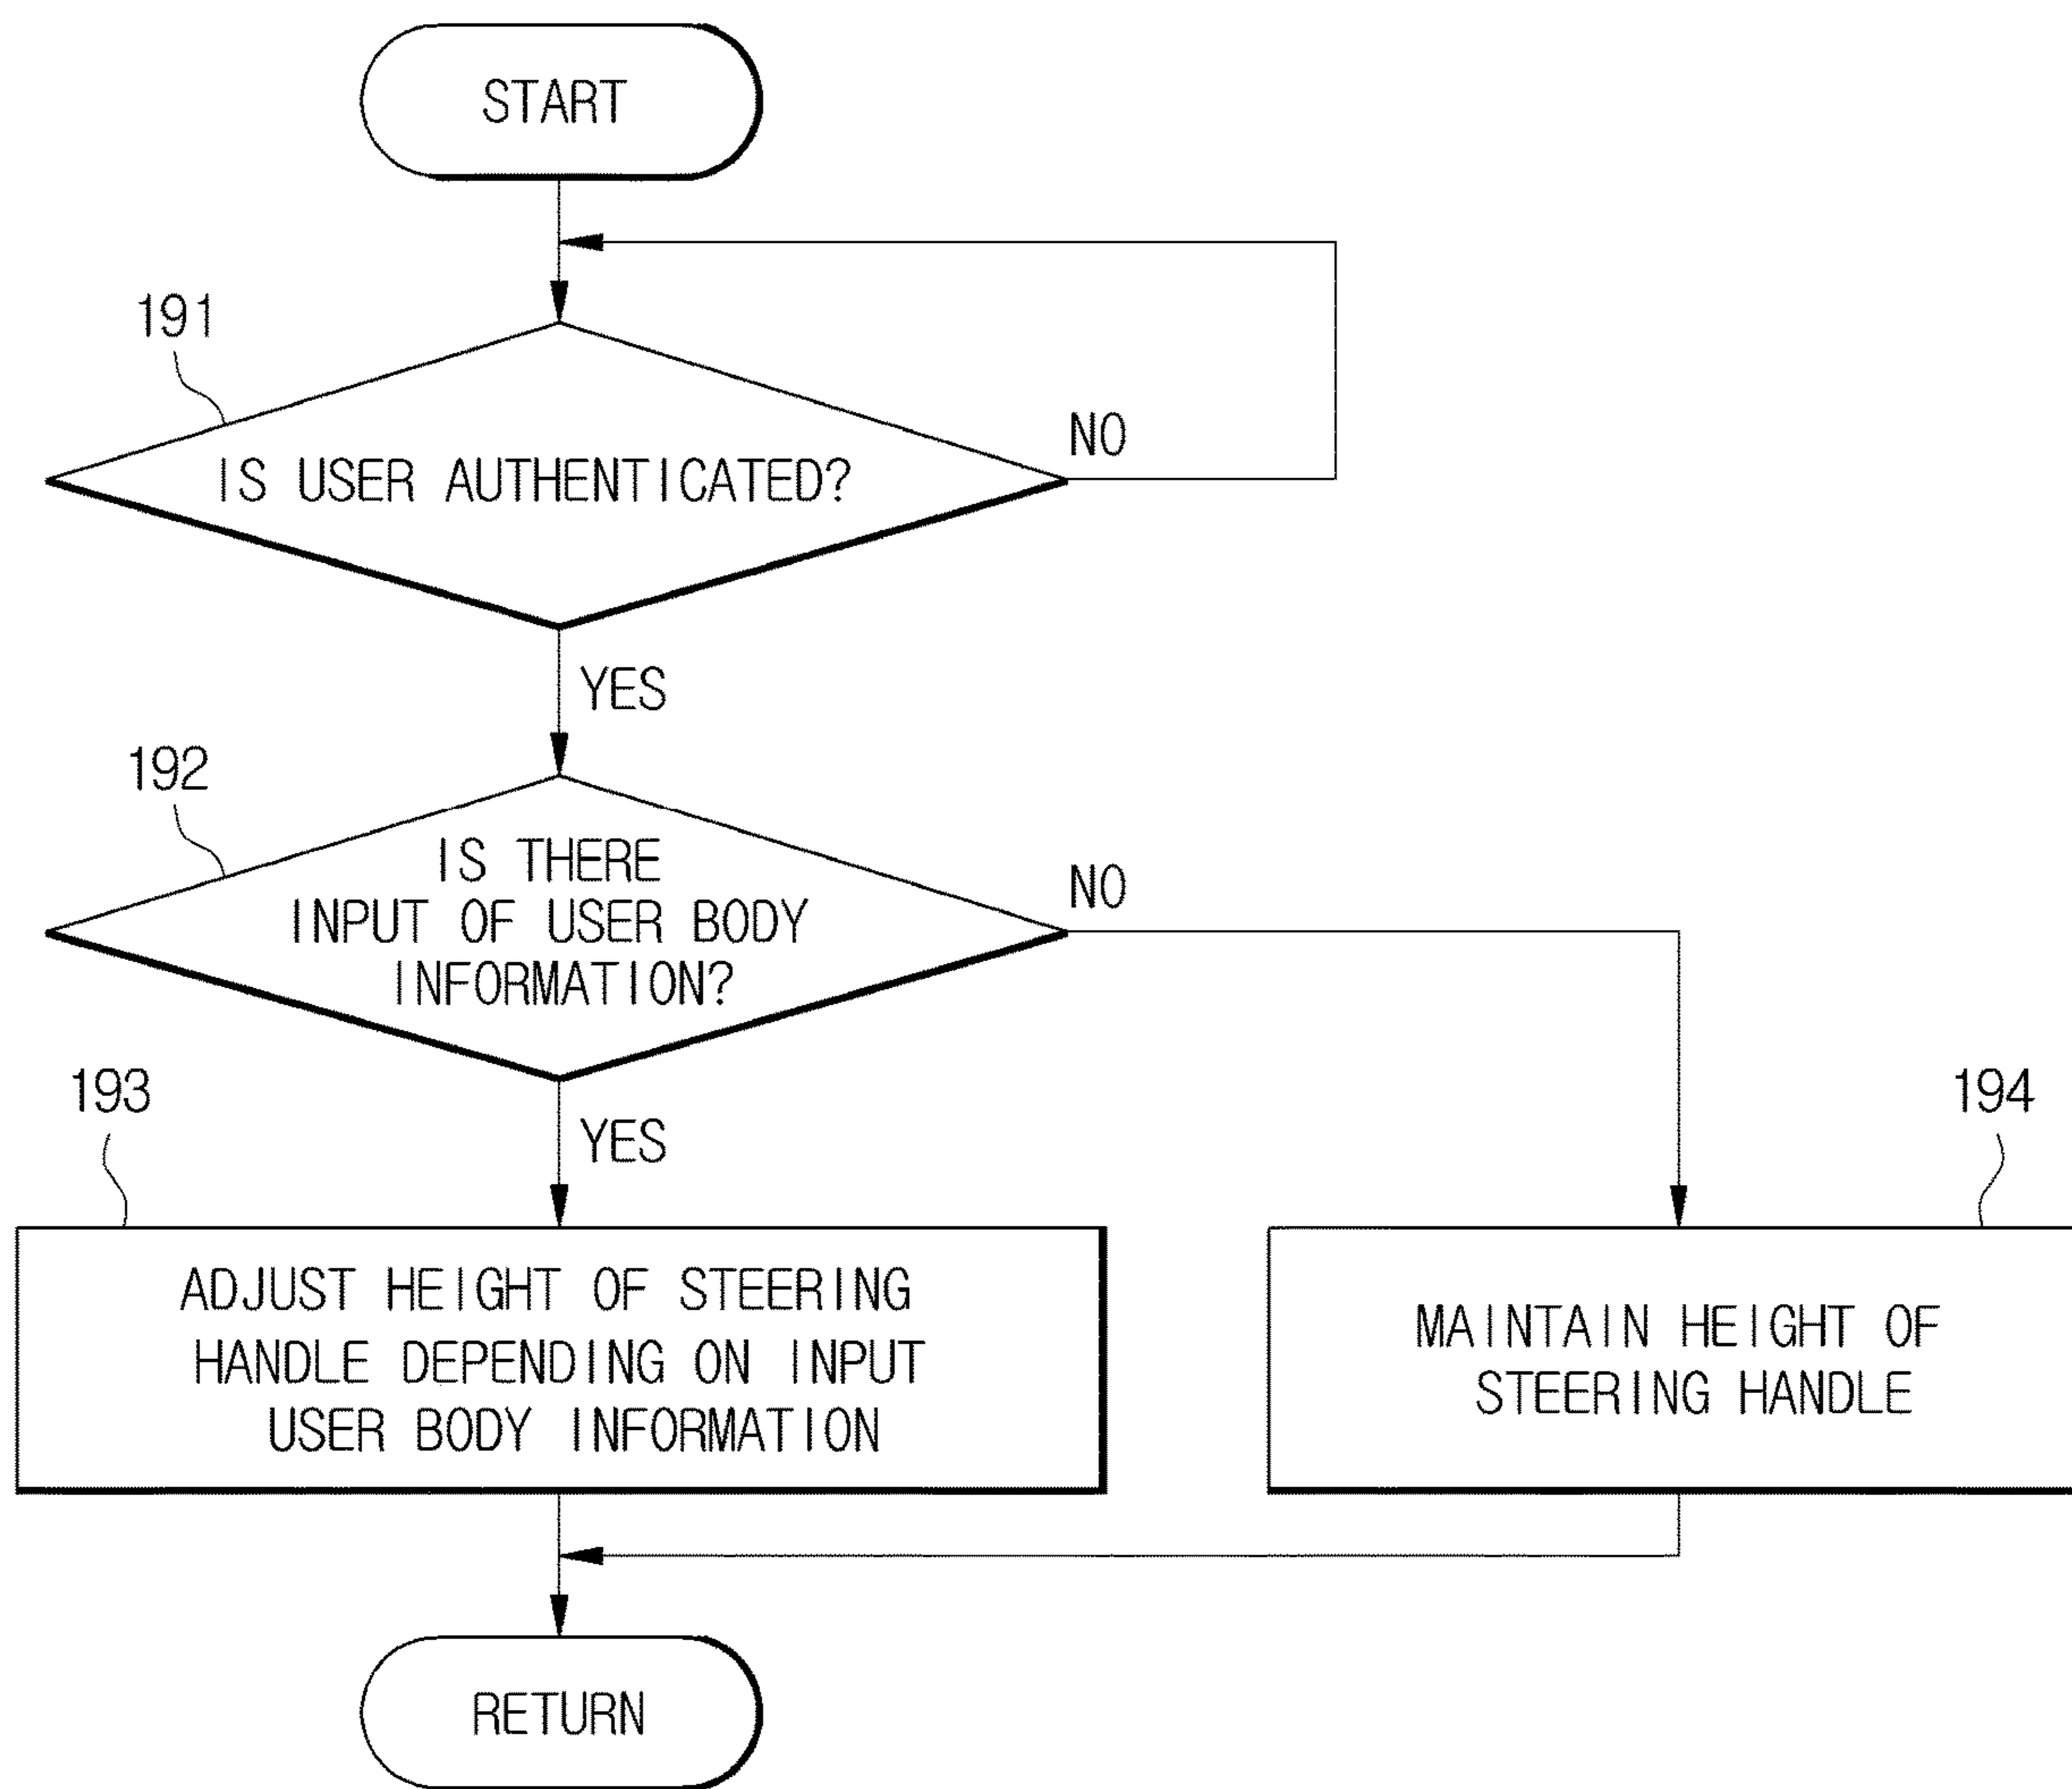 START
191
IS USER AUTHENTICATED?
NO
YES
192
IS THERE
INPUT OF USER BODY
INFORMATION?
NO
YES
193
194
ADJUST HEIGHT OF STEERING
HANDLE DEPENDING ON INPUT
USER BODY INFORMATION
MAINTAIN HEIGHT OF
STEERING HANDLE
RETURN